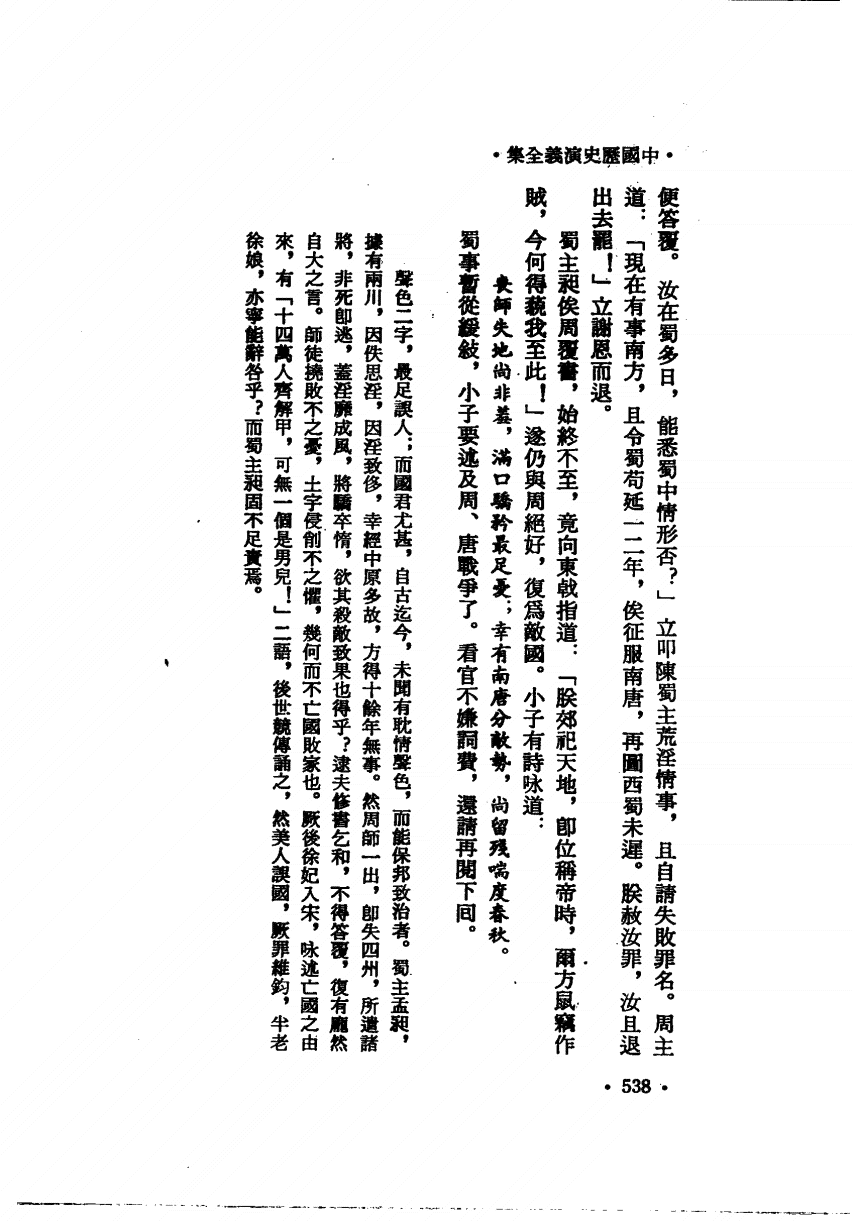 •中國歷史演義全集•
便答覆。汝在蜀多日，能悉蜀中情形否？」立叩陳蜀主荒淫情事，且自請失敗罪名。周主
道：「現在有事南方，且令蜀苟延一二年，俟征服南唐，再圖西蜀未遲。朕赦汝罪，汝且退
出去罷！」立謝恩而退。
蜀主昶俟周覆書，始終不至，竟向東戟指道：「朕郊祀天地，卽位稱帝時，爾方鼠竊作
賊，今何得藐我至此！」遂仍與周絕好，復爲敵國。小子有詩咏道：
喪師失地尚非羞，滿口驕矜最足憂；幸有南唐分敵勢，尚留殘喘度春秋。
蜀事暫從緩敍，小子要述及周、唐戰爭了。看官不嫌詞費，還請再閱下囘。
聲色二字，最足誤人；而國君尤甚，自古迄今，未聞有耽情聲色，而能保邦致治者。蜀主孟昶，
據有兩川，因佚思淫，因淫致侈，幸經中原多故，方得十餘年無事。然周師一出，卽失四州，所遣諸
將，非死卽逃，蓋淫靡成風，將驕卒惰，欲其殺敵致果也得乎？逮夫修書乞和，不得答覆，復有龐然
自大之言。師徒撓敗不之憂，土宇侵削不之懼，幾何而不亡國敗家也。厥後徐妃入宋，咏述亡國之由
來，有「十四萬人齊解甲，可無一個是男兒！」二語，後世競傳誦之，然美人誤國，厥罪維鈞，半老
徐娘，亦寧能辭咎乎？而蜀主昶固不足責焉。
•538•